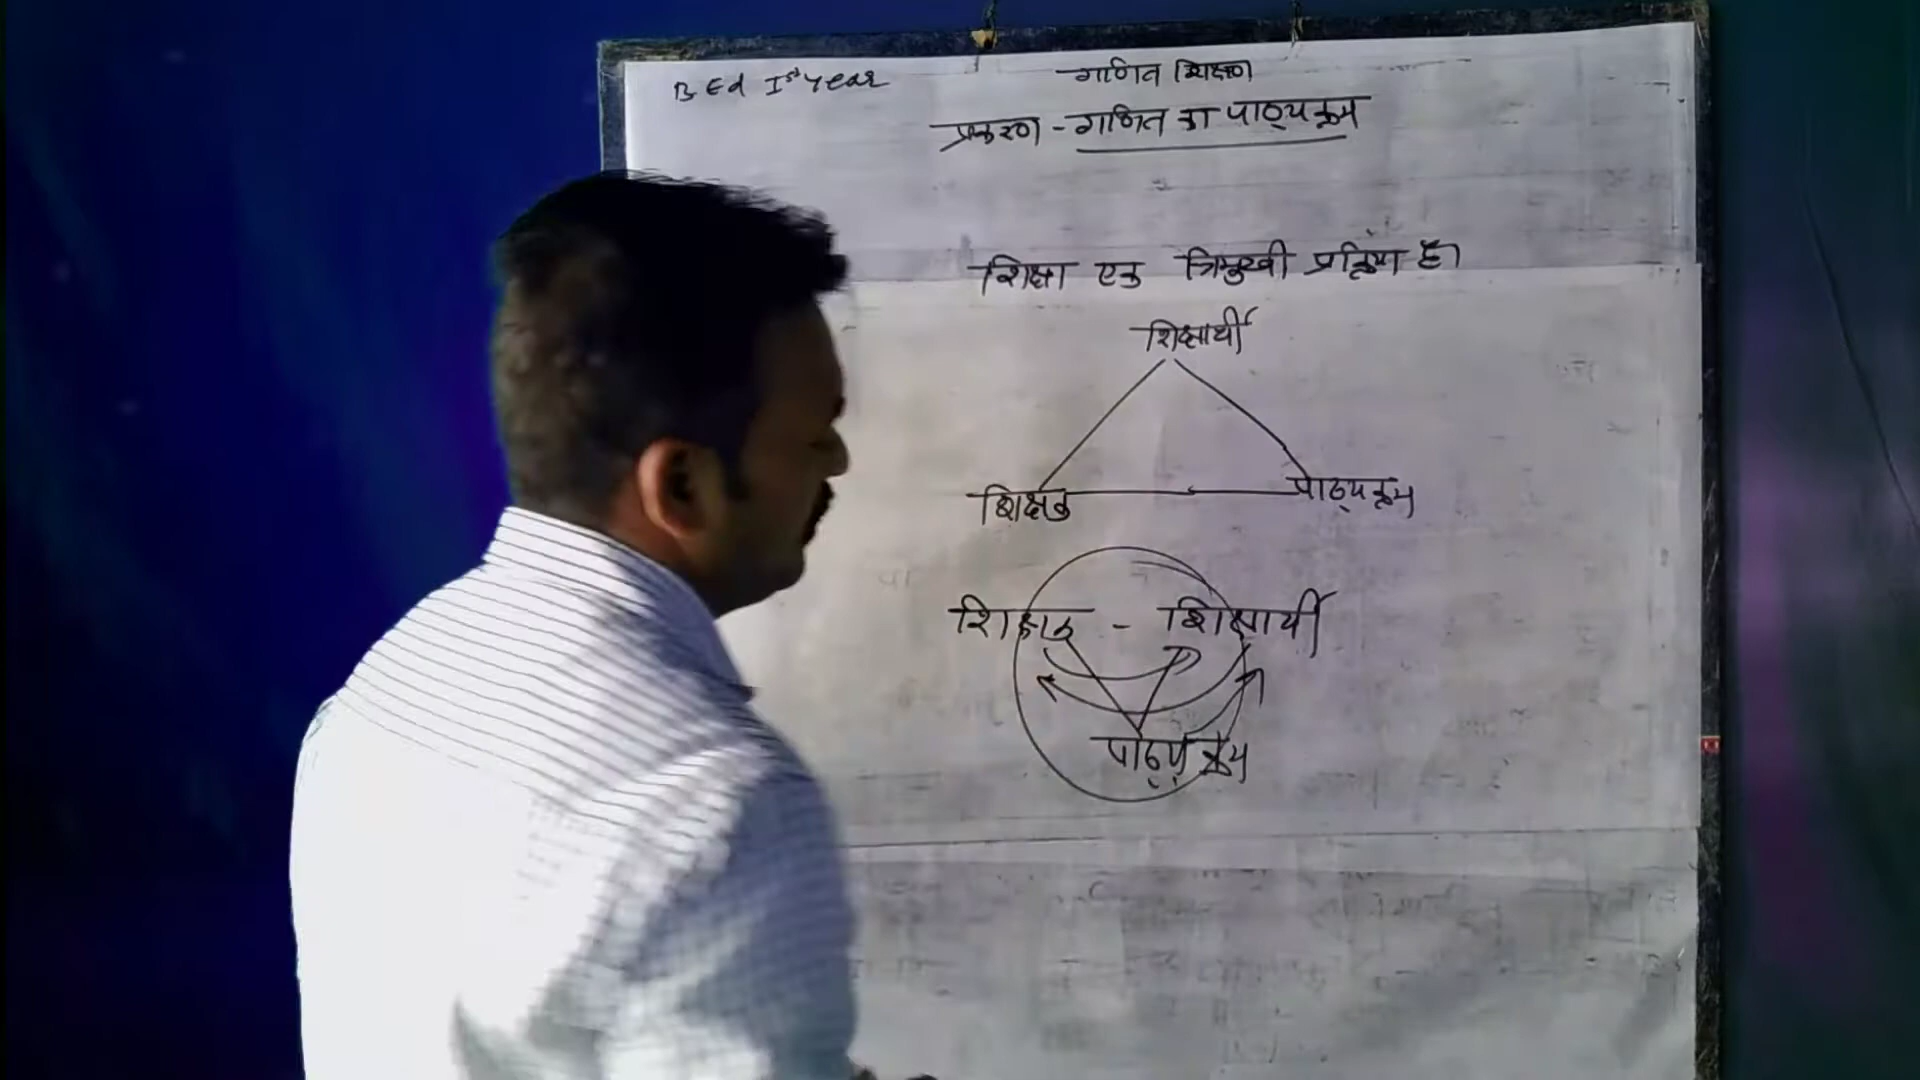 B Ed Ist Year
गणित शिक्षण
प्रकरण - गणित का पाठ्यक्रम
शिक्षा एक त्रिमुखी प्रक्रिया है।
शिक्षार्थी
शिक्षक
पाठ्यक्रम
शिक्षक - शिक्षार्थी
पाठ्यक्रम